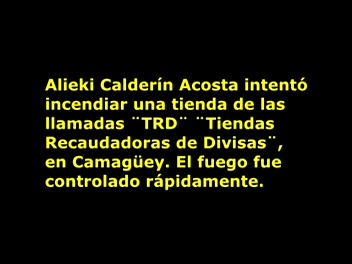 Alieki Calderín Acosta intentó
incendiar una tienda de las
llamadas ¨TRD¨ ¨Tiendas
Recaudadoras de Divisas¨,
en Camagüey. El fuego fue
controlado rápidamente.